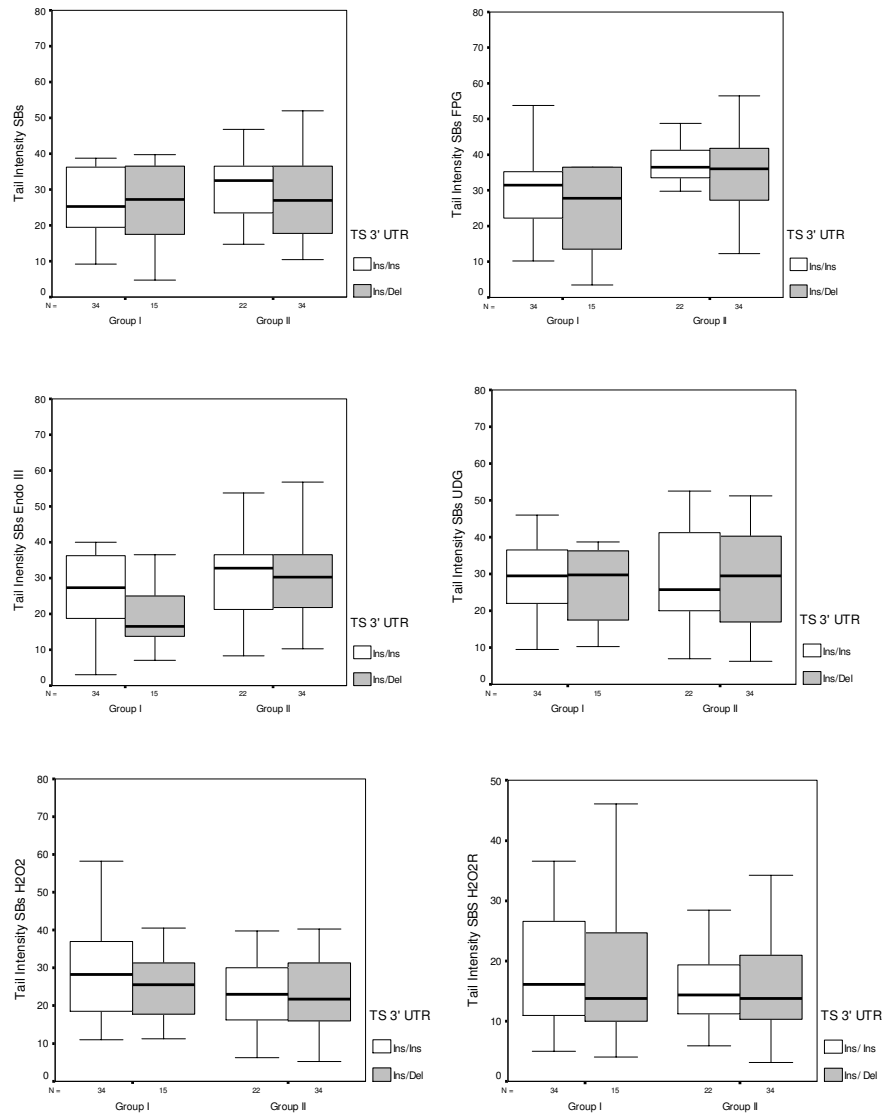 80
70
60
50
40
30
20
10
0
Tail Intensity SBs
N = 34 15 22 34
Group I Group II
TS 3' UTR
Ins/Ins
Ins/Del
80
70
60
50
40
30
20
10
0
Tail Intensity SBs FPG
N = 34 15 22 34
Group I Group II
TS 3' UTR
Ins/Ins
Ins/Del
80
70
60
50
40
30
20
10
0
Tail Inensity SBs Endo III
N = 34 15 22 34
Group I Group II
TS 3' UTR
Ins/Ins
Ins/Del
80
70
60
50
40
30
20
10
0
Tail Intensity SBs UDG
N = 34 15 22 34
Group I Group II
TS 3' UTR
Ins/Ins
Ins/Del
80
70
60
50
40
30
20
10
0
Tail Intensity SBs H2O2
N = 34 15 22 34
Group I Group II
TS 3' UTR
Ins/Ins
Ins/Del
50
40
30
20
10
0
Tail Intensity SBS H2O2R
N = 34 15 22 34
Group I Group II
TS 3' UTR
Ins/ Ins
Ins/ Del